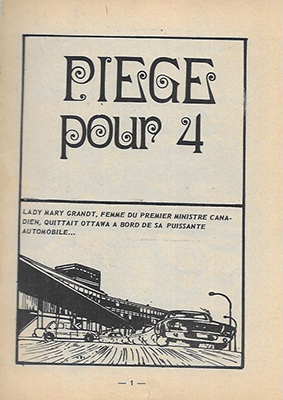 PIEGE
pour 4
LADY MARY GRANDT, FEMME DU PREMIER MINISTRE CANA-
DIEN, QUITTAIT OTTAWA A BORD DE SA PUISSANTE
AUTOMOBILE...
— 1 —